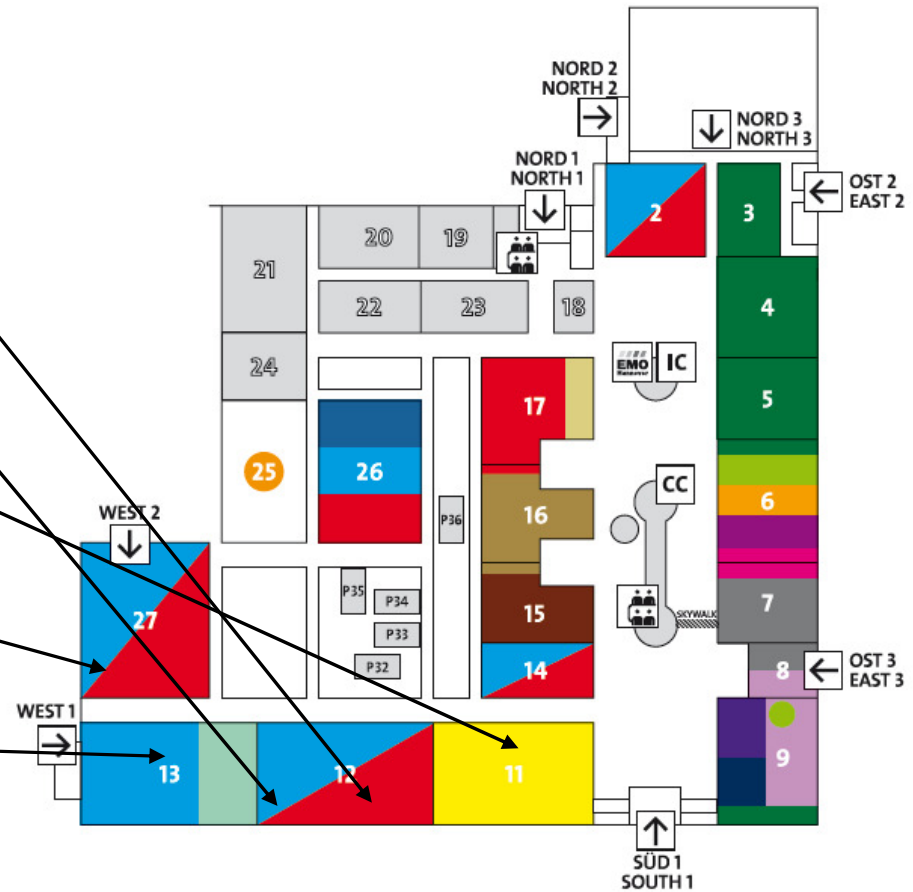 NORD 2
NORTH 2
NORD 3
NORTH 3
NORD 1
NORTH 1
OST 2
EAST 2
2
3
20
19
21
4
22
23
18
24
EMO
Hannover
IC
17
5
25
26
CC
6
16
P36
WEST 2
P35
P34
15
7
27
P33
SKYWALK
P32
14
8
OST 3
EAST 3
WEST 1
13
12
11
9
SÜD 1
SOUTH 1